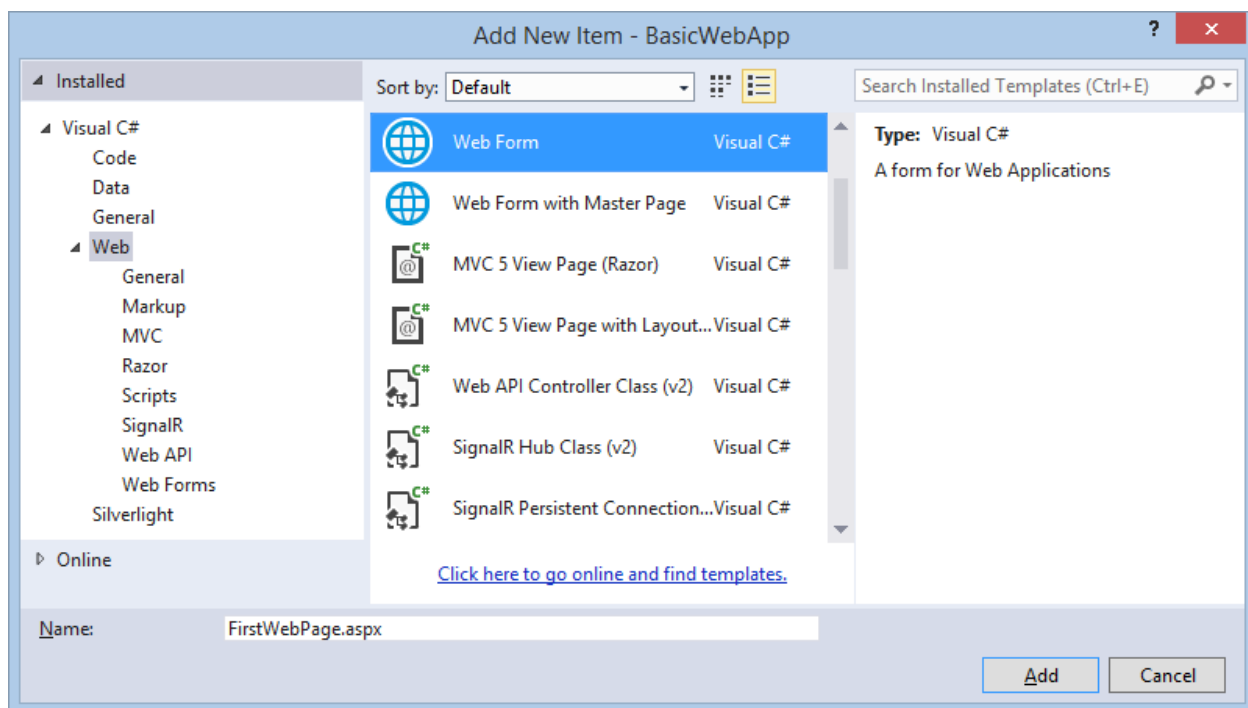 Add New Item - BasicWebApp
?
×
Installed
Visual C#
Code
Data
General
Web
General
Markup
MVC
Razor
Scripts
SignalR
Web API
Web Forms
Silverlight
Online
Sort by: Default
Web Form Visual C#
Web Form with Master Page Visual C#
C# @ MVC 5 View Page (Razor) Visual C#
C# @ MVC 5 View Page with Layout... Visual C#
C# Web API Controller Class (v2) Visual C#
C# SignalR Hub Class (v2) Visual C#
C# SignalR Persistent Connection... Visual C#
Click here to go online and find templates.
Search Installed Templates (Ctrl+E)
Type: Visual C#
A form for Web Applications
Name: FirstWebPage.aspx
Add Cancel